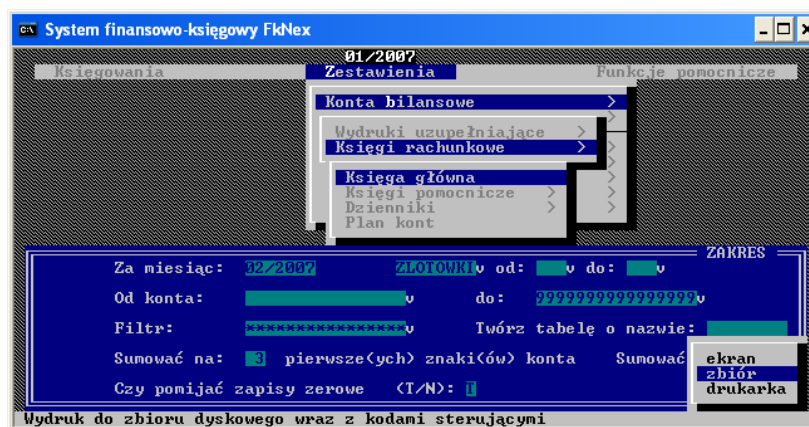 System finansowo-księgowy FkNex
01/2007
Księgowania Zestawienia Funkcje pomocnicze
Konta bilansowe >
>
Wydruki uzupełniające >
Księgi rachunkowe > >
>
Księga główna >
Księgi pomocnicze > >
Dzienniki > >
Plan kont
ZAKRES
Za miesiąc: 02/2007 ZLOTOWKIv od: v do: v
Od konta: v do: 9999999999999999v
Filtr: ****************v Twórz tabelę o nazwie:
Sumować na: 3 pierwsze(ych) znaki(ów) konta Sumować
ekran
zbiór
drukarka
Czy pomijać zapisy zerowe (T/N): T
Wydruk do zbioru dyskowego wraz z kodami sterującymi